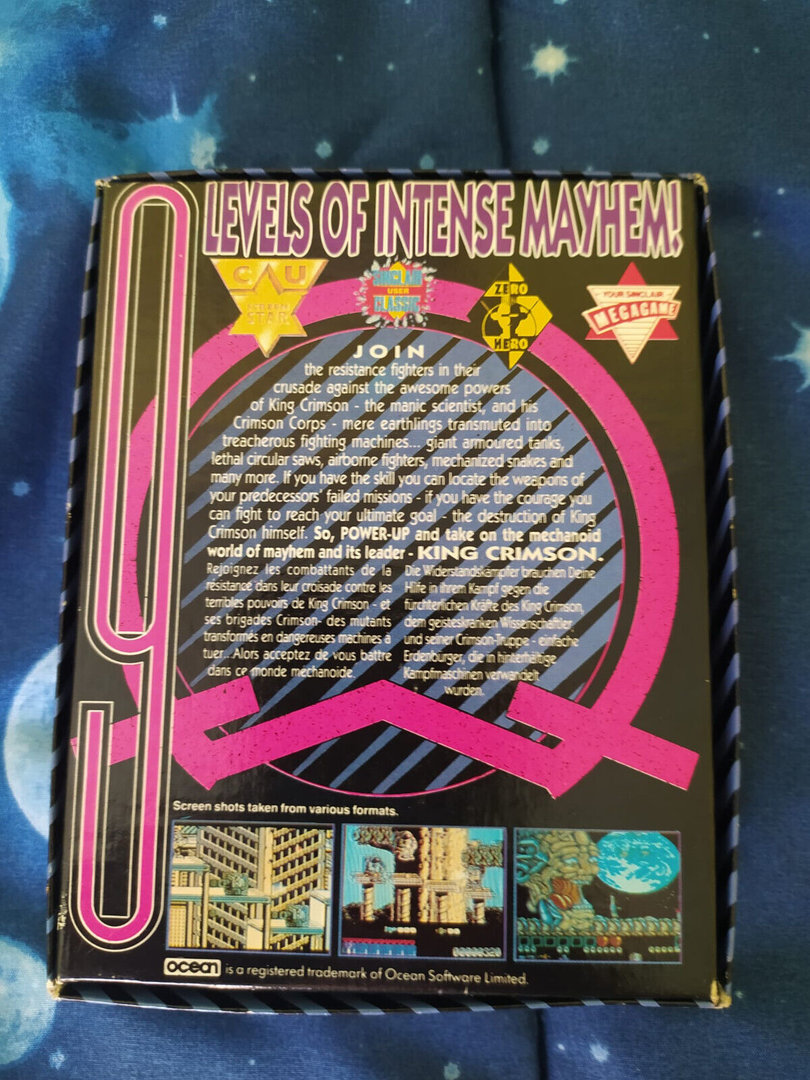 9 LEVELS OF INTENSE MAYHEM!
C U
SCREEN
STAR
SINCLAIR
USER
CLASSIC
ZERO
HERO
YOUR SINCLAIR
MEGAGAME
JOIN
the resistance fighters in their
crusade against the awesome powers
of King Crimson - the manic scientist, and his
Crimson Corps - mere earthlings transmuted into
treacherous fighting machines... giant armoured tanks,
lethal circular saws, airborne fighters, mechanized snakes and
many more. If you have the skill you can locate the weapons of
your predecessors' failed missions - if you have the courage you
can fight to reach your ultimate goal - the destruction of King
Crimson himself. So, POWER-UP and take on the mechanoid
world of mayhem and its leader - KING CRIMSON.
Rejoignez les combattants de la
résistance dans leur croisade contre les
terribles pouvoirs de King Crimson - et
ses brigades Crimson- des mutants
transformés en dangereuses machines à
tuer.. Alors acceptez de vous battre
dans ce monde mechanoide.
Die Widerstandskämpfer brauchen Deine
Hilfe in ihrem Kampf gegen die
fürchterlichen Kräfte des King Crimson,
dem geisteskranken Wissenschaftler
und seiner Crimson-Truppe - einfache
Erdenburger, die in hinterhältige
Kampfmaschinen verwandelt
wurden.
Screen shots taken from various formats.
00000320
ocean is a registered trademark of Ocean Software Limited.